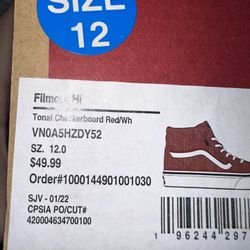 SIZE
12
Filmore Hi
Tonal Checkerboard Red/Wh
VN0A5HZDY52
SZ. 12.0
$49.99
Order#1000144901001030
SJV - 01/22
CPSIA PO/CUT#
420004634700100
1 96244 297